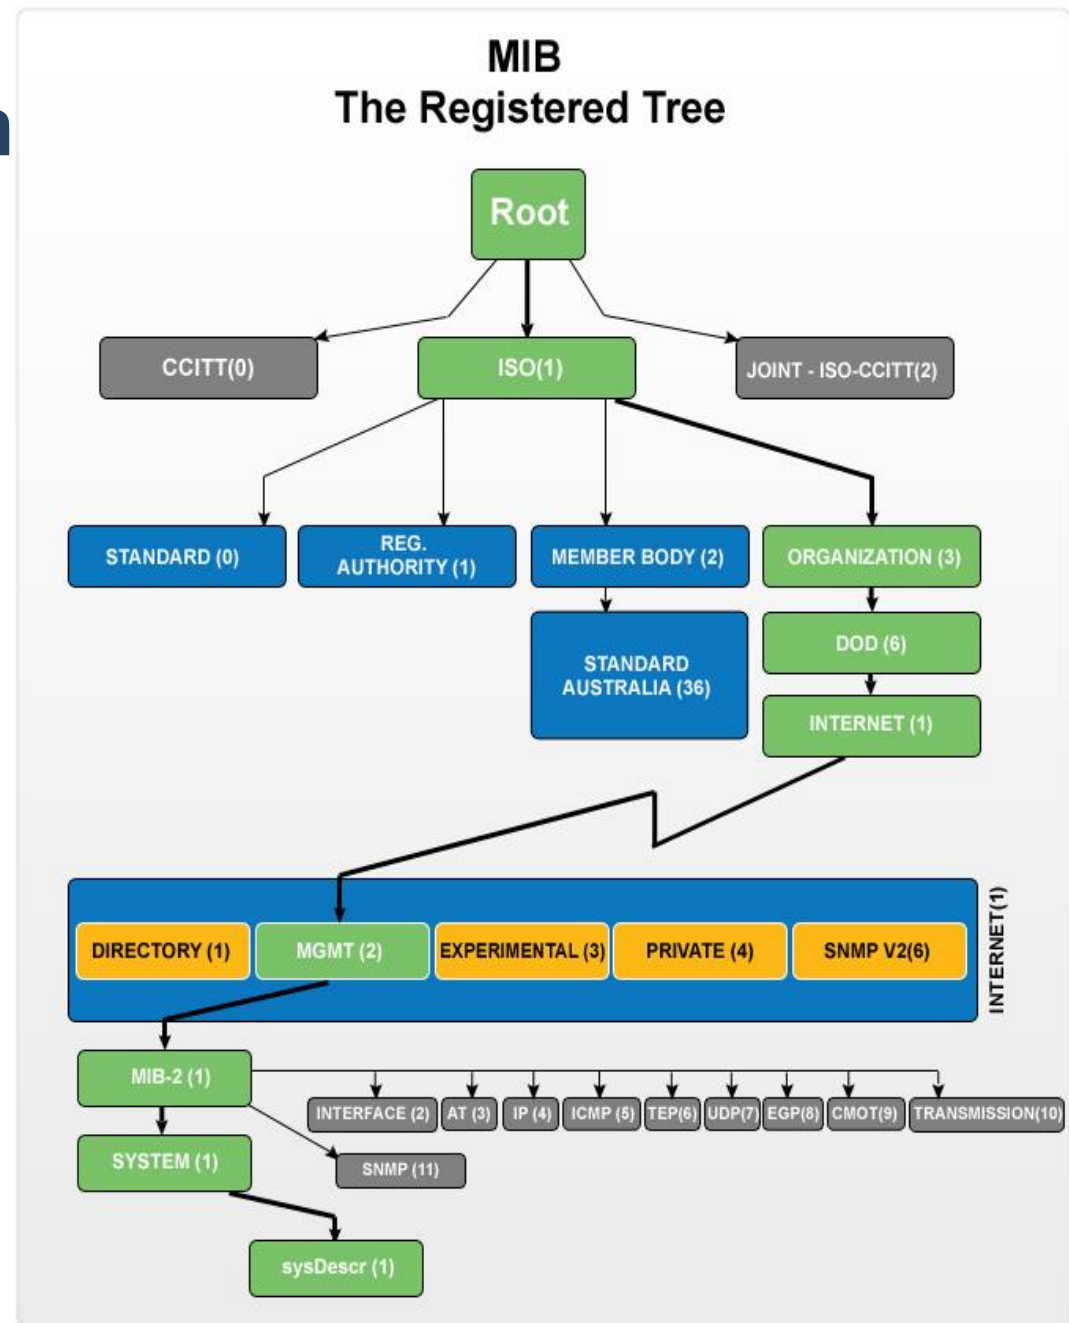 n
MIB
The Registered Tree
Root
CCITT(0)
ISO(1)
JOINT - ISO-CCITT(2)
STANDARD (0)
REG.
AUTHORITY (1)
MEMBER BODY (2)
ORGANIZATION (3)
STANDARD
AUSTRALIA (36)
DOD (6)
INTERNET (1)
DIRECTORY (1)
MGMT (2)
EXPERIMENTAL (3)
PRIVATE (4)
SNMP V2(6)
INTERNET(1)
MIB-2 (1)
INTERFACE (2)
AT (3)
IP (4)
ICMP (5)
TEP(6)
UDP(7)
EGP(8)
CMOT(9)
TRANSMISSION(10)
SYSTEM (1)
SNMP (11)
sysDescr (1)